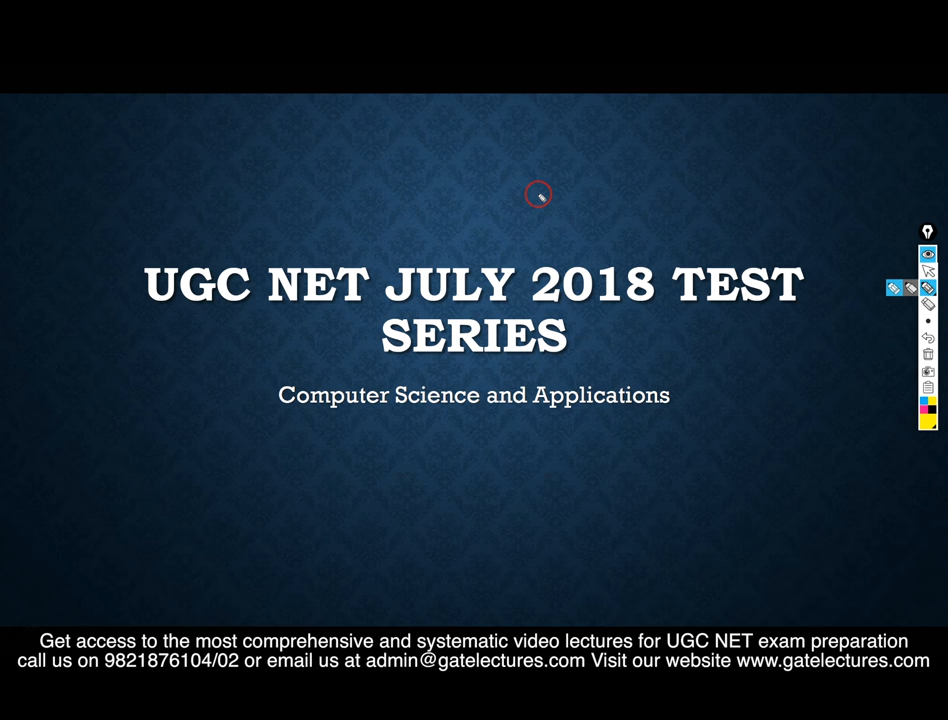 UGC NET JULY 2018 TEST
SERIES
Computer Science and Applications
Get access to the most comprehensive and systematic video lectures for UGC NET exam preparation
call us on 9821876104/02 or email us at admin@gatelectures.com Visit our website www.gatelectures.com